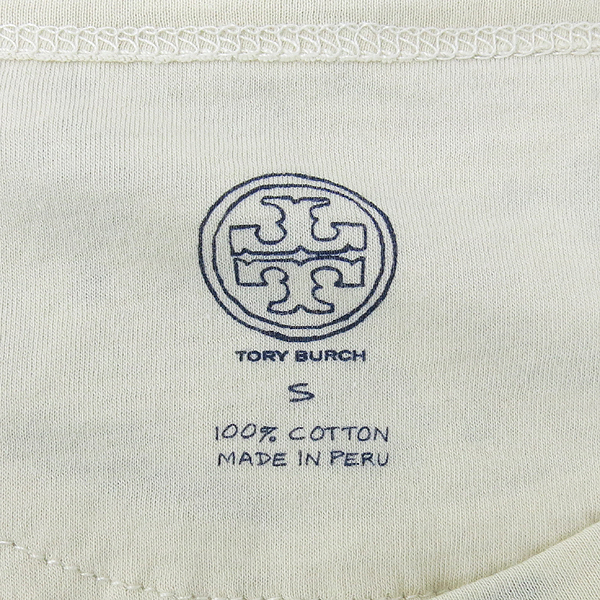 TORY BURCH
S
100% COTTON
MADE IN PERU